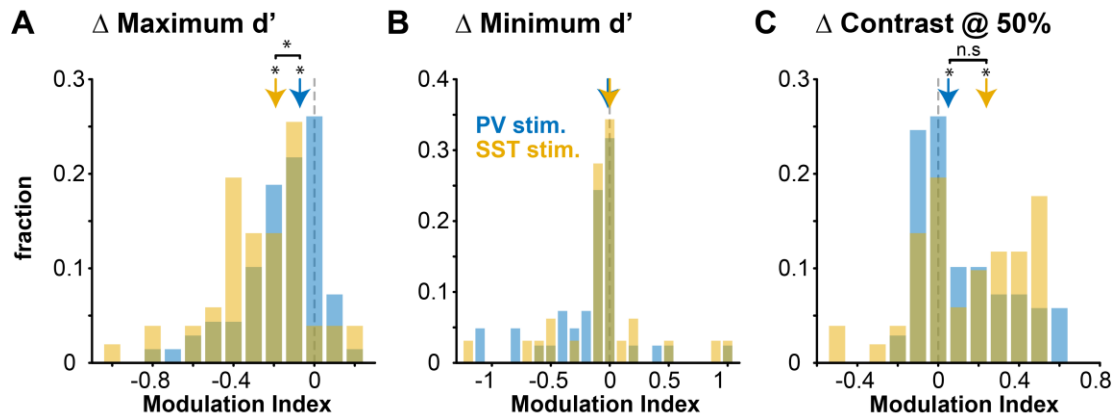 A Δ Maximum d’
B Δ Minimum d’
C Δ Contrast @ 50%
*
* *
n.s
* *
0.3
0.2
0.1
0
fraction
-0.8 -0.4 0
Modulation Index
0.4
0.3
0.2
0.1
0
PV stim.
SST stim.
-1 -0.5 0 0.5 1
Modulation Index
0.3
0.2
0.1
0
-0.4 0 0.4 0.8
Modulation Index